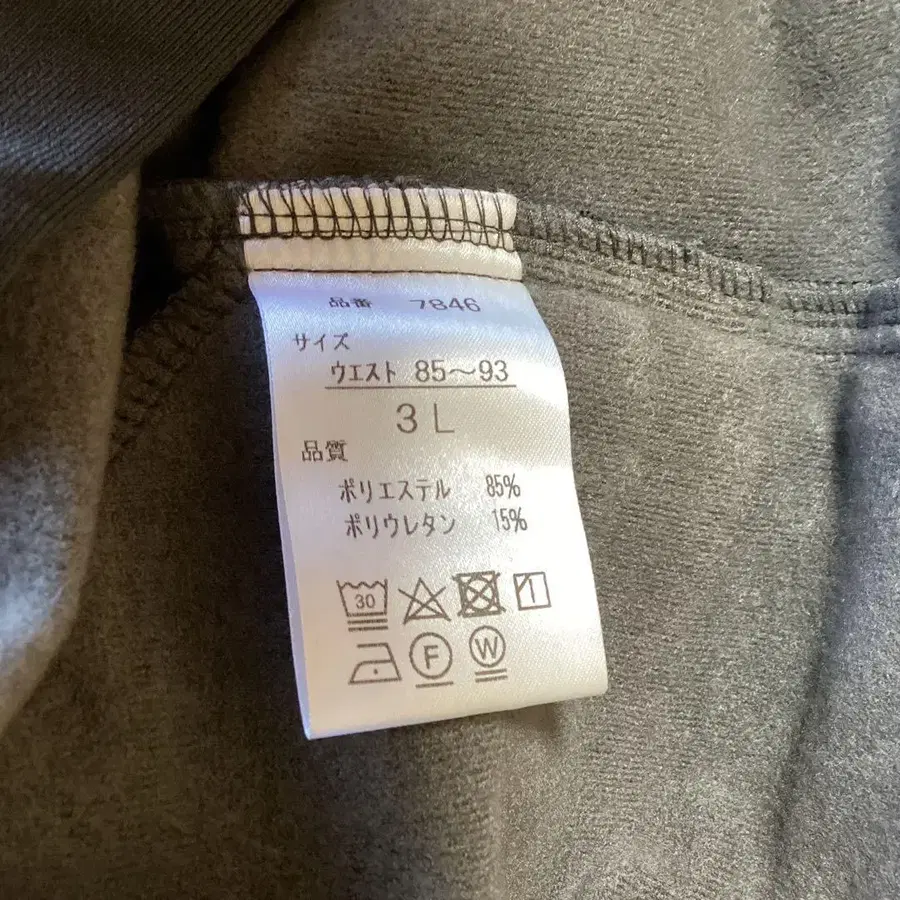 品番 7846
サイズ
ウエスト 85～93
3L
品質
ポリエステル 85%
ポリウレタン 15%
30
F W